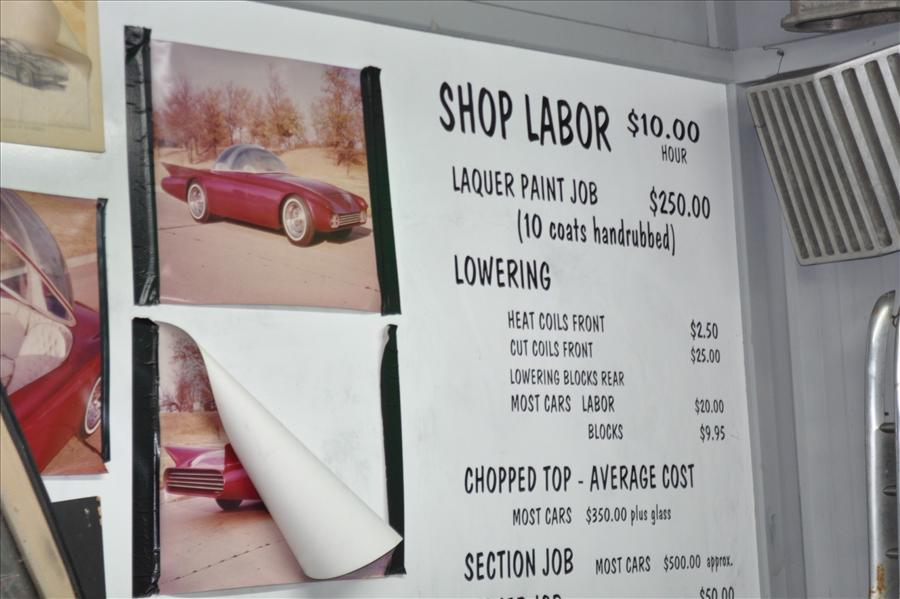 SHOP LABOR $10.00
HOUR
LAQUER PAINT JOB $250.00
(10 coats handrubbed)
LOWERING
HEAT COILS FRONT $2.50
CUT COILS FRONT $25.00
LOWERING BLOCKS REAR
MOST CARS LABOR $20.00
BLOCKS $9.95
CHOPPED TOP - AVERAGE COST
MOST CARS $350.00 plus glass
SECTION JOB MOST CARS $500.00 approx.
JOB $50.00